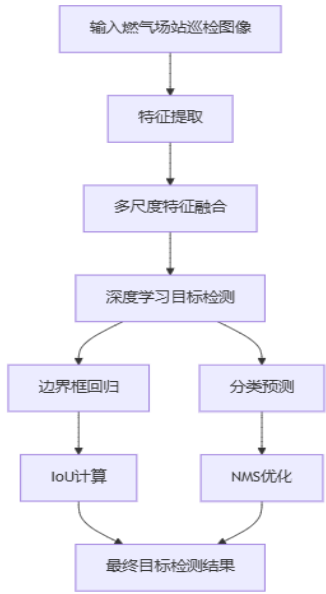 输入燃气场站巡检图像
特征提取
多尺度特征融合
深度学习目标检测
边界框回归
分类预测
IoU计算
NMS优化
最终目标检测结果